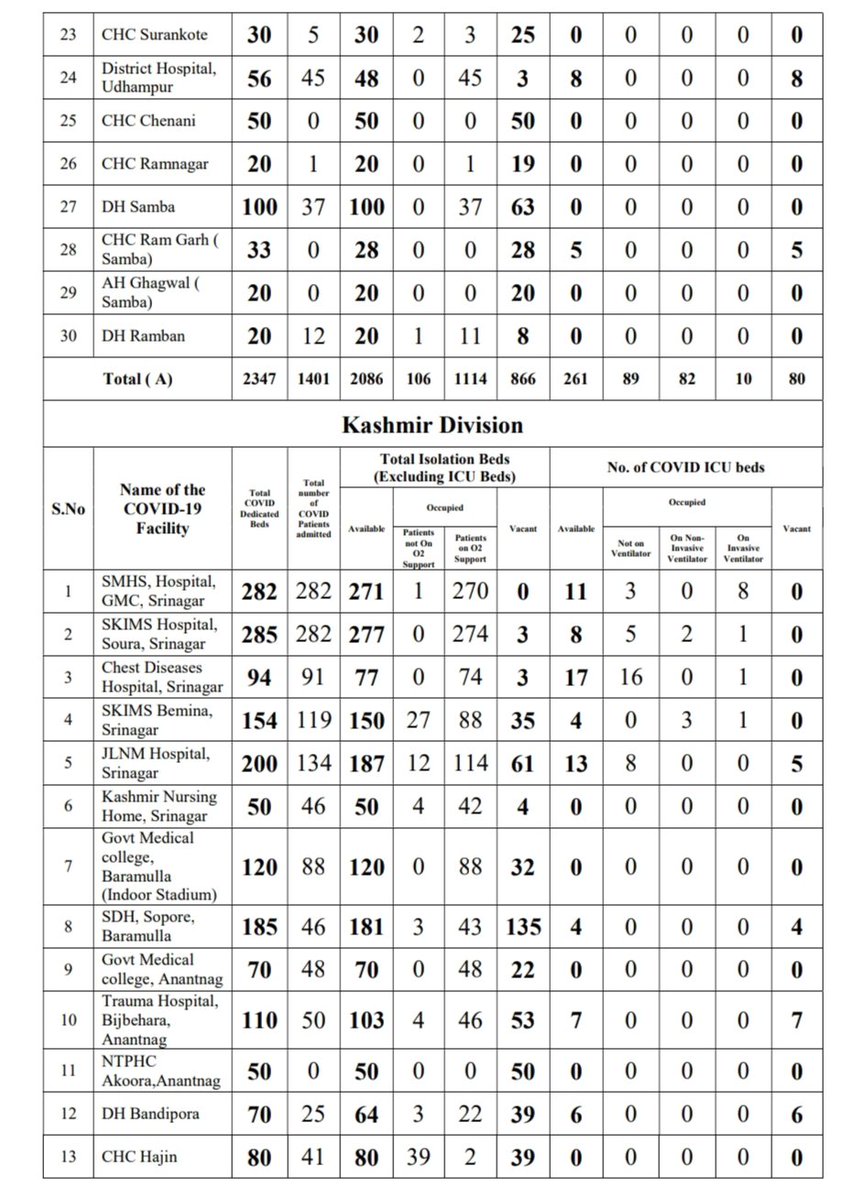 23 CHC Surankote 30 5 30 2 3 25 0 0 0 0 0
24 District Hospital, Udhampur 56 45 48 0 45 3 8 0 0 0 8
25 CHC Chenani 50 0 50 0 0 50 0 0 0 0 0
26 CHC Ramnagar 20 1 20 0 1 19 0 0 0 0 0
27 DH Samba 100 37 100 0 37 63 0 0 0 0 0
28 CHC Ram Garh ( Samba) 33 0 28 0 0 28 5 0 0 0 5
29 AH Ghagwal ( Samba) 20 0 20 0 0 20 0 0 0 0 0
30 DH Ramban 20 12 20 1 11 8 0 0 0 0 0
Total ( A) 2347 1401 2086 106 1114 866 261 89 82 10 80
Kashmir Division
S.No Name of the COVID-19 Facility Total COVID Dedicated Beds Total number of COVID Patients admitted Total Isolation Beds (Excluding ICU Beds) No. of COVID ICU beds
Available Occupied Vacant Available Occupied Vacant
Patients not On O2 Support Patients on O2 Support Not on Ventilator On Non-Invasive Ventilator On Invasive Ventilator
1 SMHS, Hospital, GMC, Srinagar 282 282 271 1 270 0 11 3 0 8 0
2 SKIMS Hospital, Soura, Srinagar 285 282 277 0 274 3 8 5 2 1 0
3 Chest Diseases Hospital, Srinagar 94 91 77 0 74 3 17 16 0 1 0
4 SKIMS Bemina, Srinagar 154 119 150 27 88 35 4 0 3 1 0
5 JLNM Hospital, Srinagar 200 134 187 12 114 61 13 8 0 0 5
6 Kashmir Nursing Home, Srinagar 50 46 50 4 42 4 0 0 0 0 0
7 Govt Medical college, Baramulla (Indoor Stadium) 120 88 120 0 88 32 0 0 0 0 0
8 SDH, Sopore, Baramulla 185 46 181 3 43 135 4 0 0 0 4
9 Govt Medical college, Anantnag 70 48 70 0 48 22 0 0 0 0 0
10 Trauma Hospital, Bijbehara, Anantnag 110 50 103 4 46 53 7 0 0 0 7
11 NTPHC Akoora,Anantnag 50 0 50 0 0 50 0 0 0 0 0
12 DH Bandipora 70 25 64 3 22 39 6 0 0 0 6
13 CHC Hajin 80 41 80 39 2 39 0 0 0 0 0